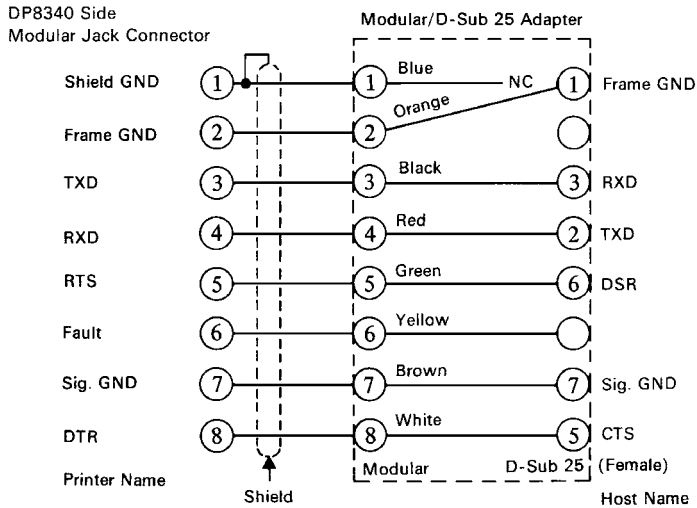 DP8340 Side
Modular Jack Connector
Modular/D-Sub 25 Adapter
Shield GND 1 1 Blue NC 1 Frame GND
Frame GND 2 2 Orange
TXD 3 3 Black 3 RXD
RXD 4 4 Red 2 TXD
RTS 5 5 Green 6 DSR
Fault 6 6 Yellow
Sig. GND 7 7 Brown 7 Sig. GND
DTR 8 8 White 5 CTS
Modular D-Sub 25 (Female)
Printer Name
Shield
Host Name